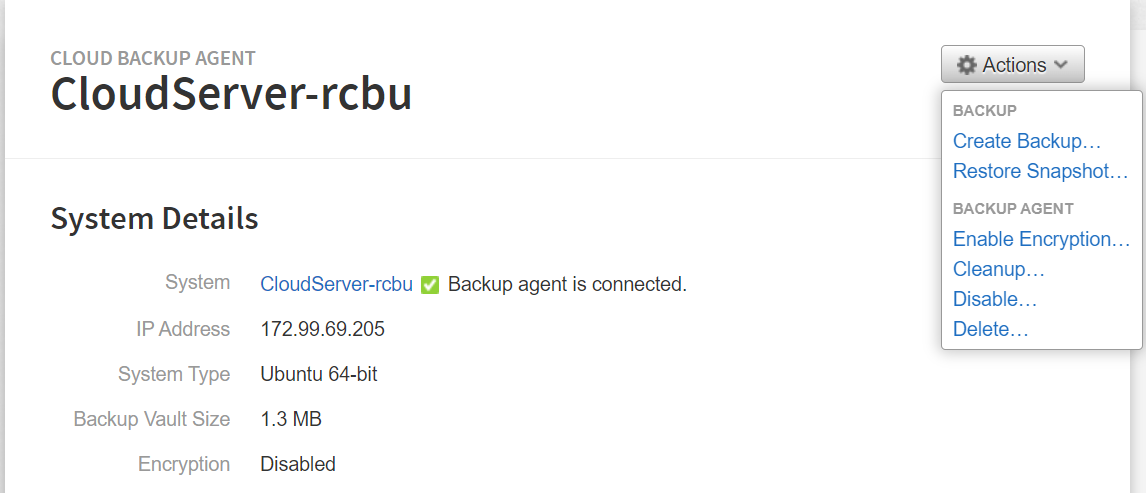 CLOUD BACKUP AGENT
CloudServer-rcbu
Actions
BACKUP
Create Backup…
Restore Snapshot…
BACKUP AGENT
Enable Encryption…
Cleanup…
Disable…
Delete…
System Details
System CloudServer-rcbu ✅ Backup agent is connected.
IP Address 172.99.69.205
System Type Ubuntu 64-bit
Backup Vault Size 1.3 MB
Encryption Disabled